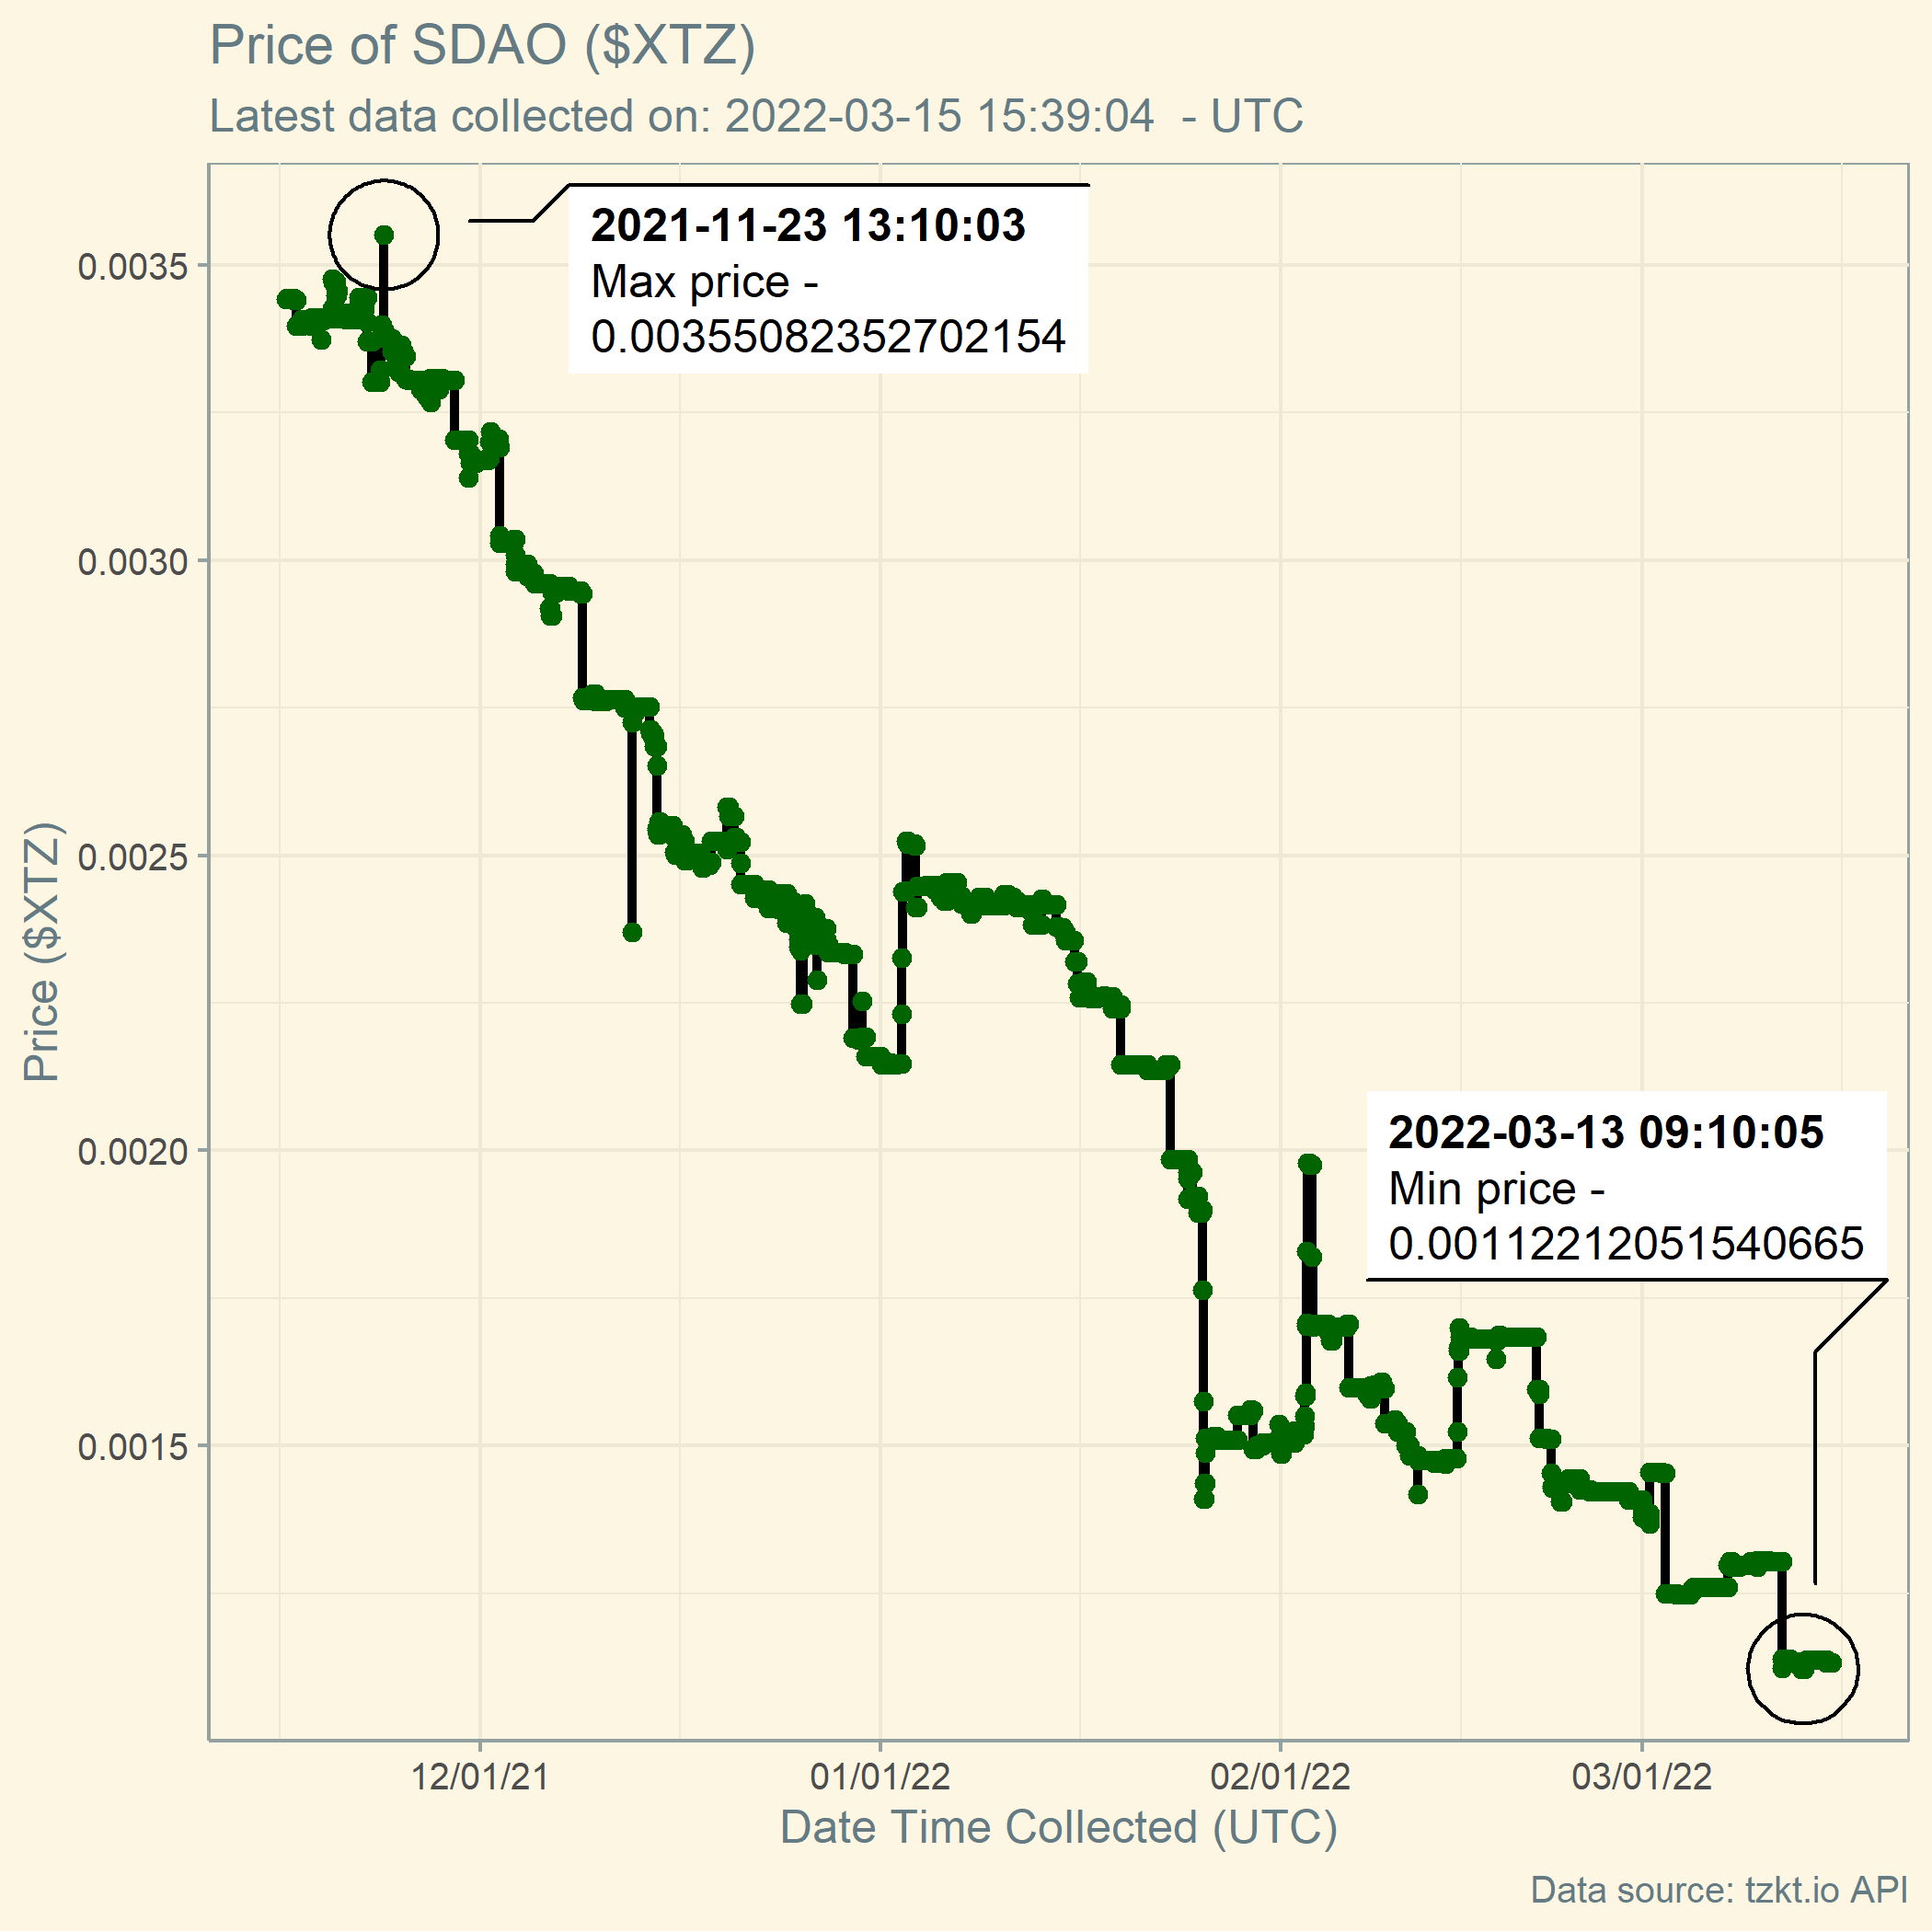 Price of SDAO ($XTZ)
Latest data collected on: 2022-03-15 15:39:04  - UTC
2021-11-23 13:10:03
Max price -
0.00355082352702154
0.0035
0.0030
0.0025
0.0020
0.0015
Price ($XTZ)
2022-03-13 09:10:05
Min price -
0.00112212051540665
12/01/21
01/01/22
02/01/22
03/01/22
Date Time Collected (UTC)
Data source: tzkt.io API